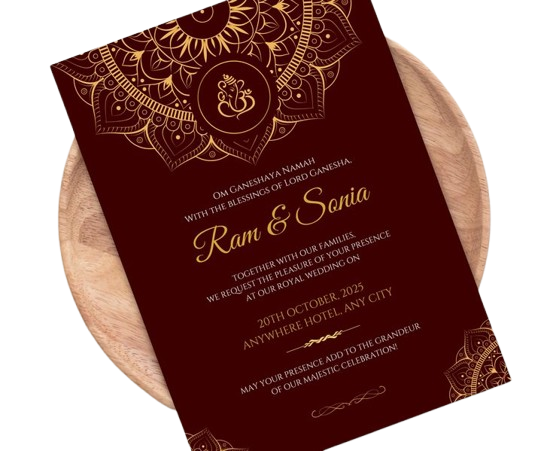 Om Ganeshaya Namah
With the blessings of Lord Ganesha,
Ram & Sonia
Together with our families,
we request the pleasure of your presence
at our royal wedding on
20th October, 2025
Anywhere Hotel, Any City
May your presence add to the grandeur
of our majestic celebration!